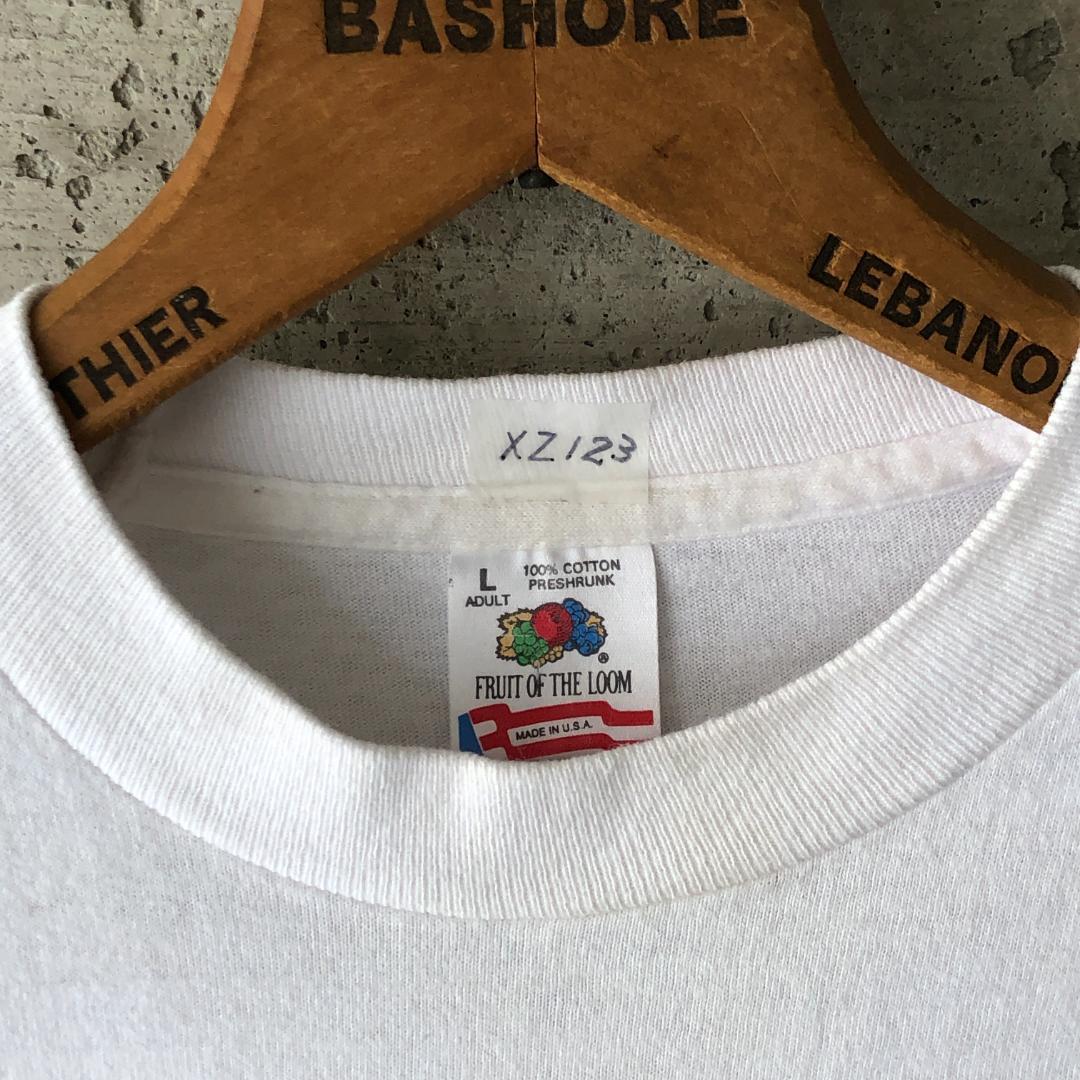 BASHORE
THIER
LEBANO
XZ123
L
ADULT
100% COTTON
PRESHRUNK
®
FRUIT OF THE LOOM
MADE IN U.S.A.